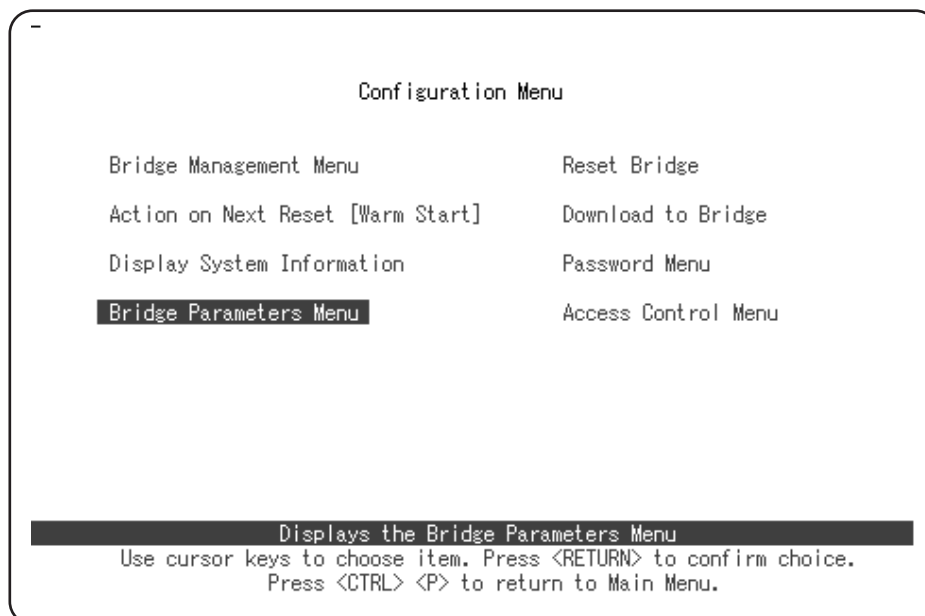 Configuration Menu
Bridge Management Menu
Reset Bridge
Action on Next Reset [Warm Start]
Download to Bridge
Display System Information
Password Menu
Bridge Parameters Menu
Access Control Menu
Displays the Bridge Parameters Menu
Use cursor keys to choose item. Press <RETURN> to confirm choice.
Press <CTRL> <P> to return to Main Menu.